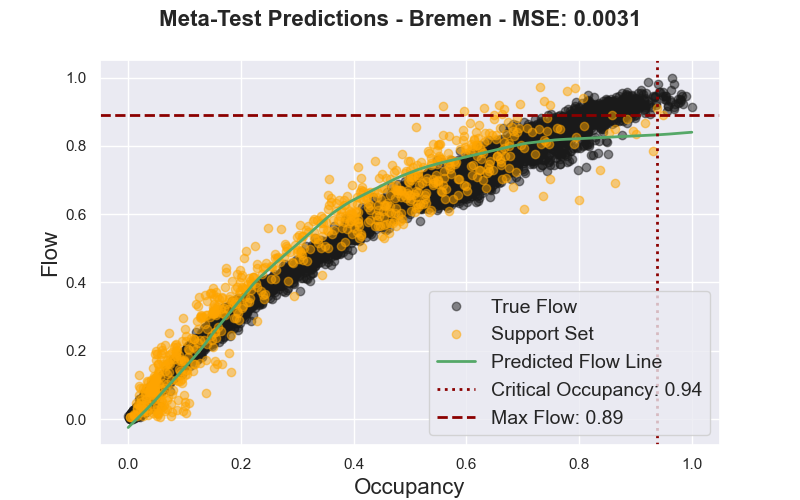 Meta-Test Predictions - Bremen - MSE: 0.0031
1.0
0.8
0.6
0.4
0.2
0.0
Flow
True Flow
Support Set
Predicted Flow Line
Critical Occupancy: 0.94
Max Flow: 0.89
0.0 0.2 0.4 0.6 0.8 1.0
Occupancy